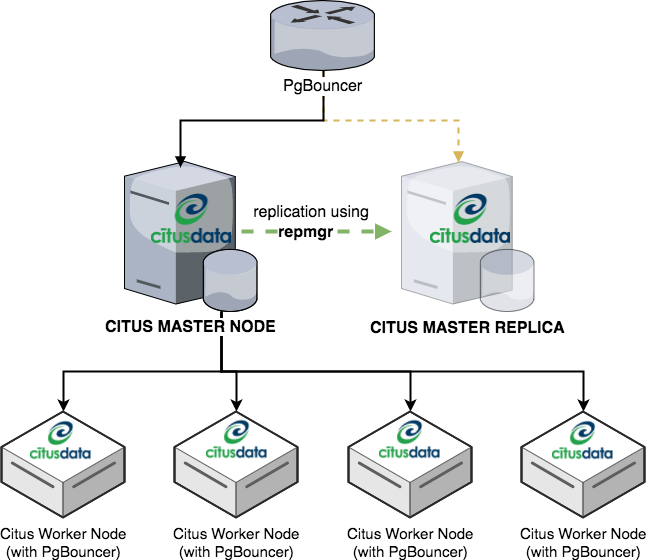 PgBouncer
citusdata
replication using
repmgr
citusdata
CITUS MASTER NODE
CITUS MASTER REPLICA
citusdata
citusdata
citusdata
citusdata
Citus Worker Node
(with PgBouncer)
Citus Worker Node
(with PgBouncer)
Citus Worker Node
(with PgBouncer)
Citus Worker Node
(with PgBouncer)